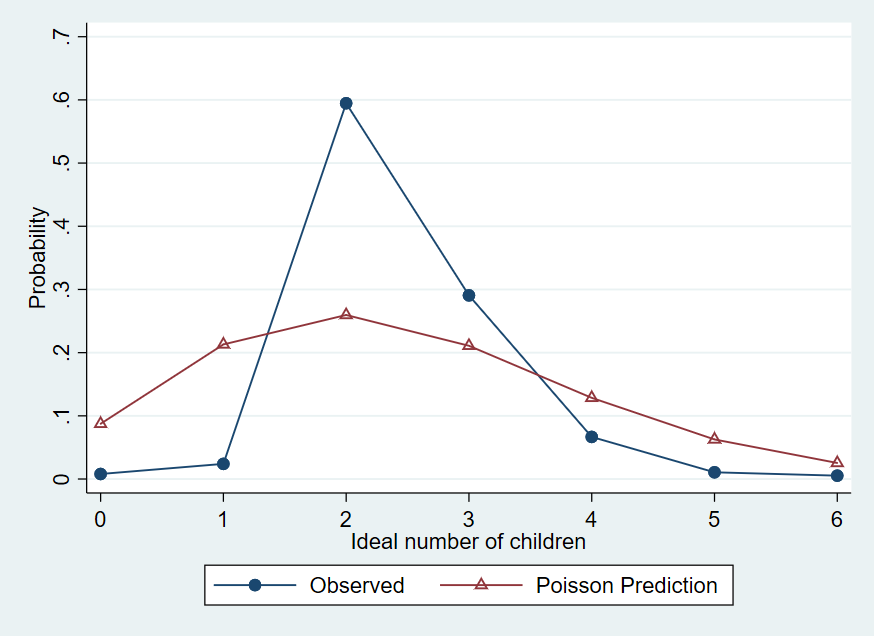 .7
.6
.5
.4
.3
.2
.1
0
Probability
0 1 2 3 4 5 6
Ideal number of children
Observed Poisson Prediction